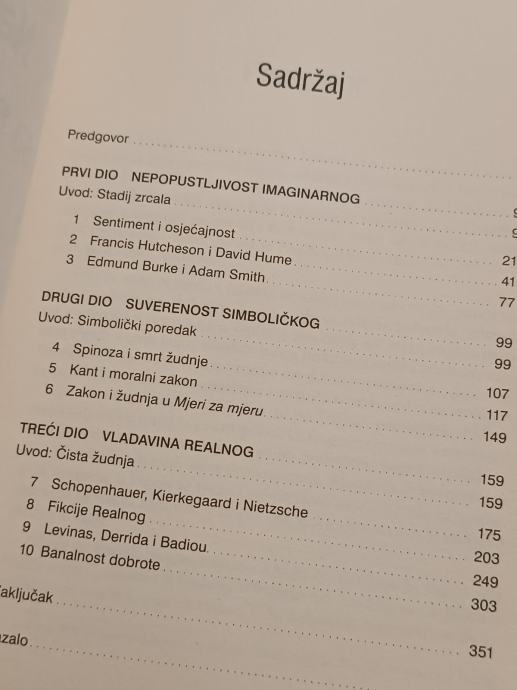 Sadržaj
Predgovor
PRVI DIO NEPOPUSTLJIVOST IMAGINARNOG 9
Uvod: Stadij zrcala 9
1 Sentiment i osjećajnost 21
2 Francis Hutcheson i David Hume 41
3 Edmund Burke i Adam Smith 77
DRUGI DIO SUVERENOST SIMBOLIČKOG 99
Uvod: Simbolički poredak 99
4 Spinoza i smrt žudnje 107
5 Kant i moralni zakon 117
6 Zakon i žudnja u Mjeri za mjeru 149
TREĆI DIO VLADAVINA REALNOG 159
Uvod: Čista žudnja 159
7 Schopenhauer, Kierkegaard i Nietzsche 175
8 Fikcije Realnog 203
9 Levinas, Derrida i Badiou 249
10 Banalnost dobrote 303
aključak 351
zalo